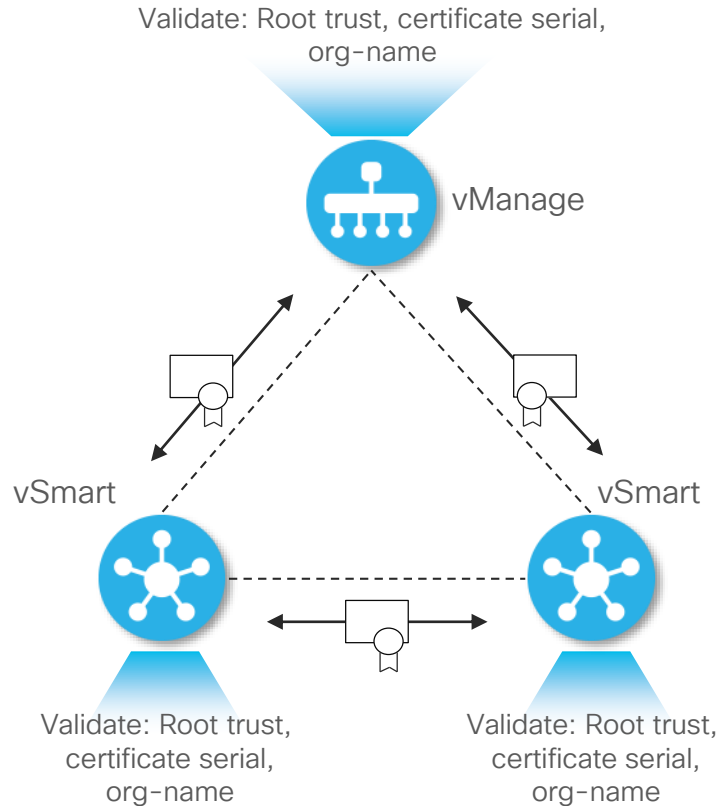 Validate: Root trust, certificate serial,
org-name
vManage
vSmart
vSmart
Validate: Root trust,
certificate serial,
org-name
Validate: Root trust,
certificate serial,
org-name